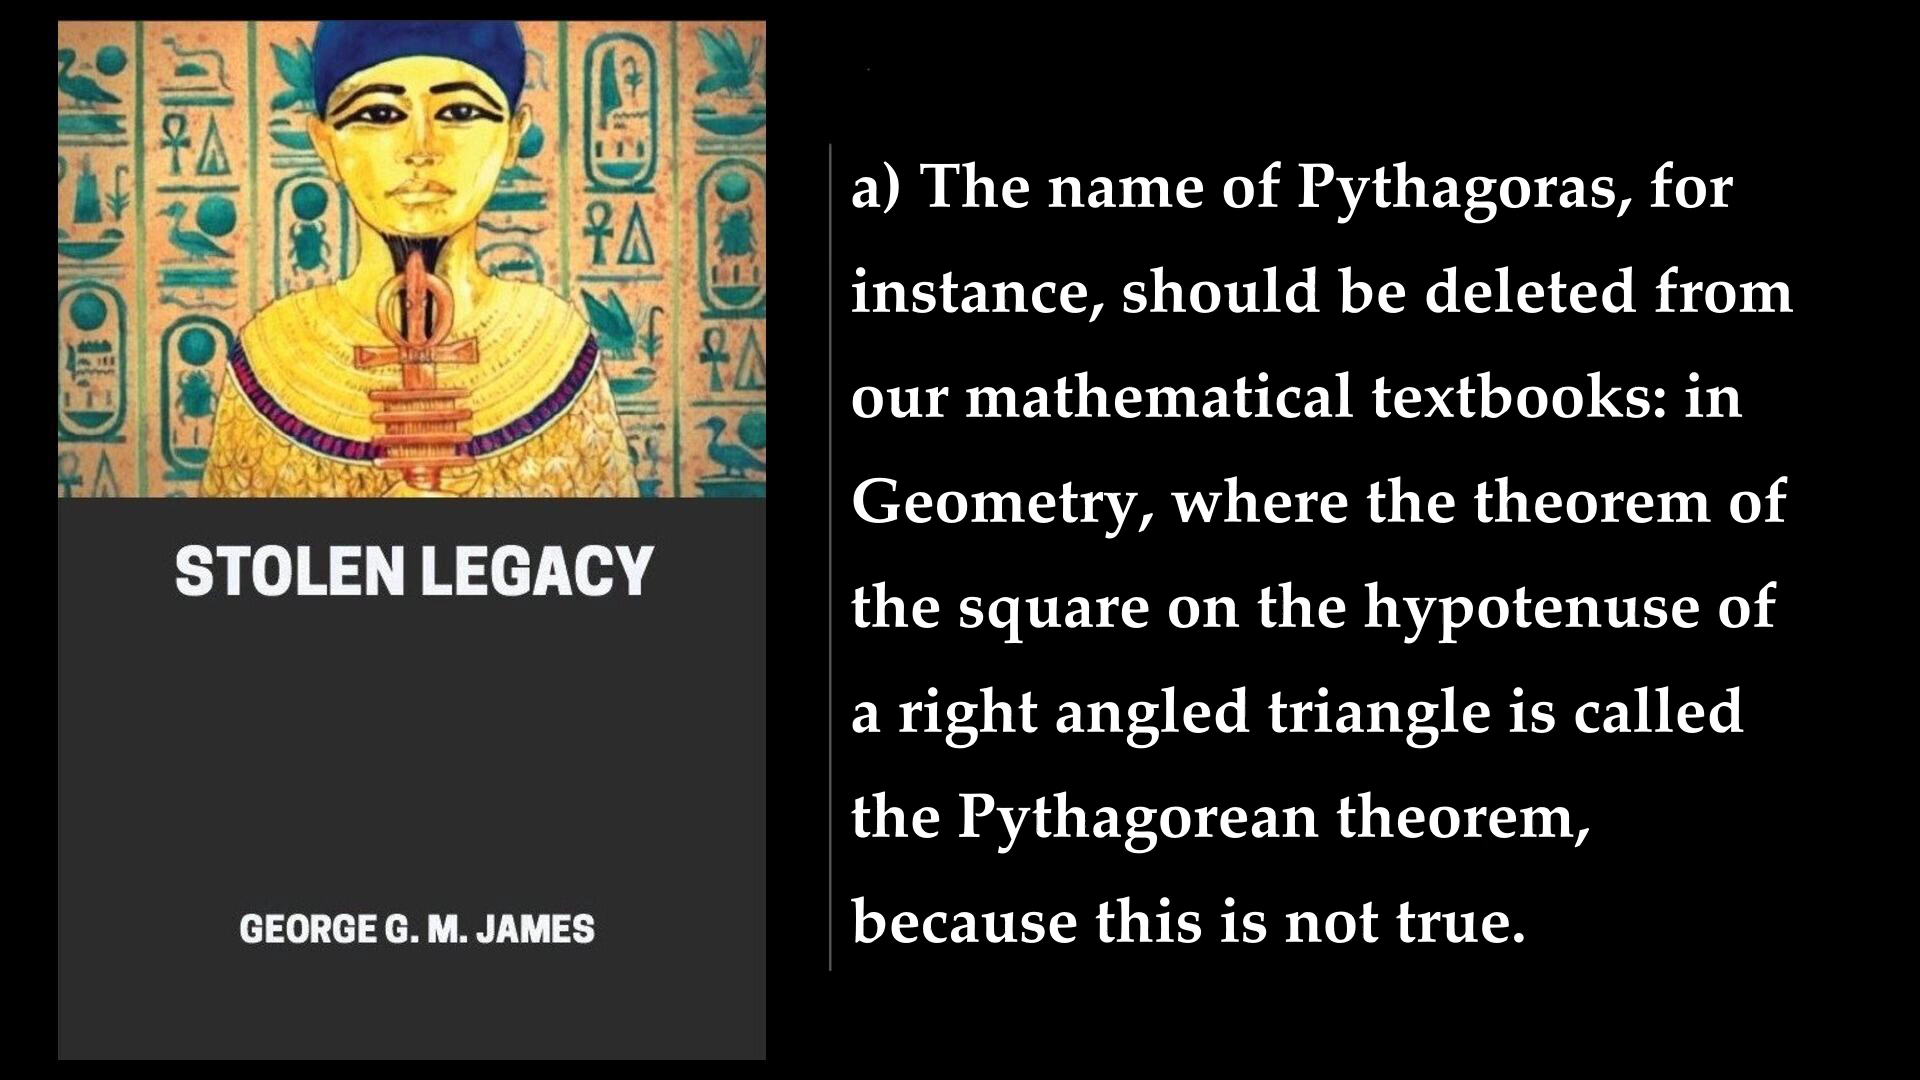 STOLEN LEGACY
GEORGE G. M. JAMES
a) The name of Pythagoras, for
instance, should be deleted from
our mathematical textbooks: in
Geometry, where the theorem of
the square on the hypotenuse of
a right angled triangle is called
the Pythagorean theorem,
because this is not true.